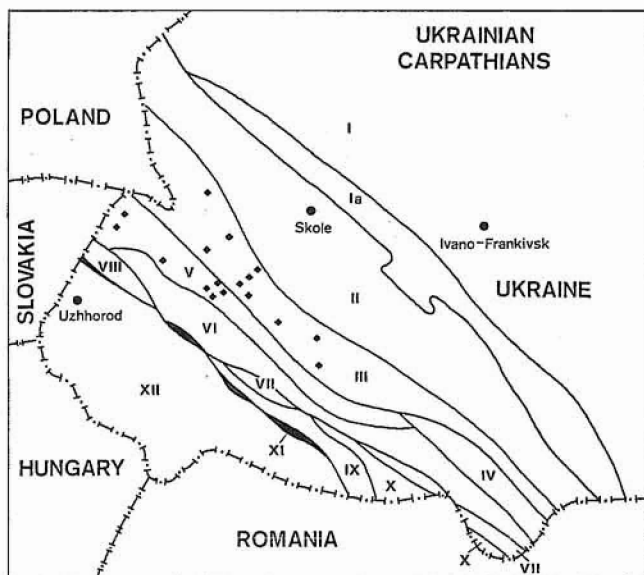 UKRAINIAN
CARPATHIANS
POLAND
I
Ia
Skole
Ivano-Frankivsk
SLOVAKIA
UKRAINE
VIII
V
II
Uzhhorod
VI
III
VII
XII
XI
IX
X
IV
HUNGARY
ROMANIA
X
VII